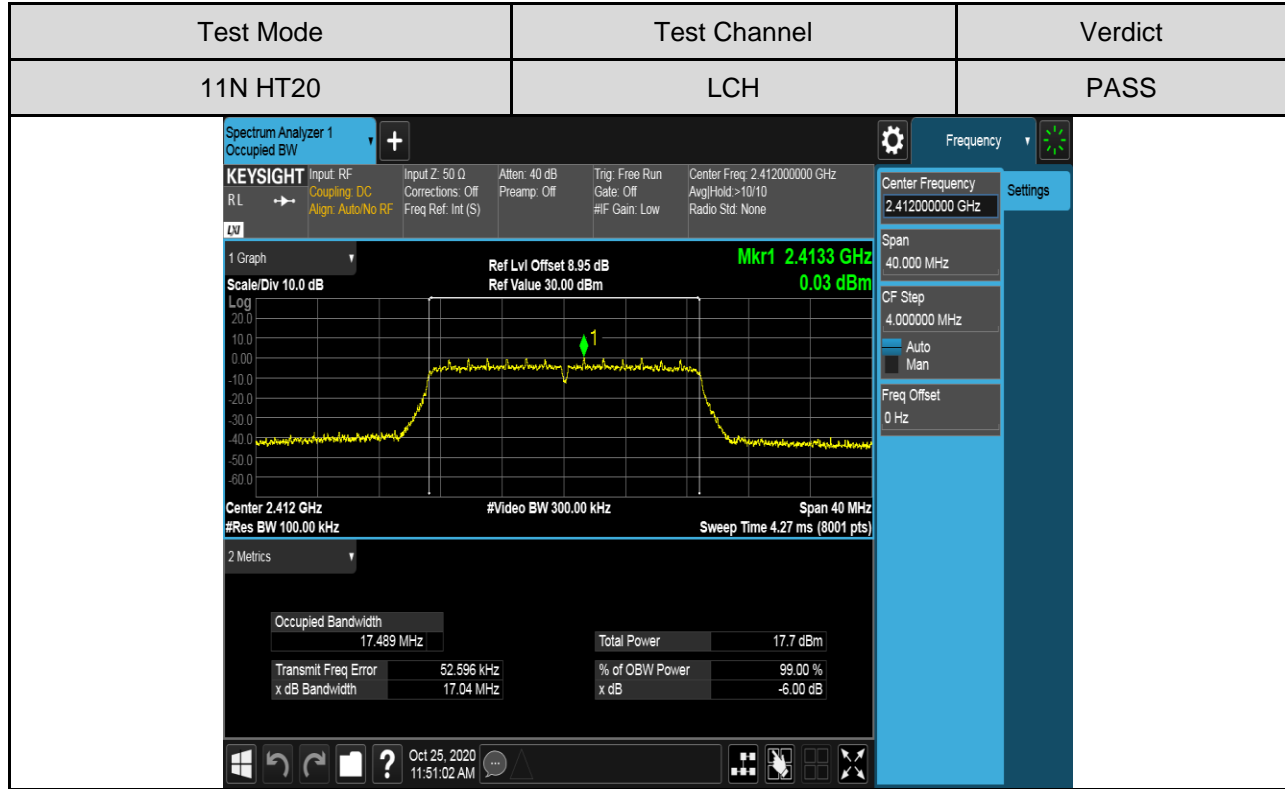 Test Mode Test Channel Verdict
11N HT20 LCH PASS
Spectrum Analyzer 1
Occupied BW
+
Frequency
KEYSIGHT
RL
LXI
Input: RF
Coupling: DC
Align: Auto/No RF
Input Z: 50 Ω
Corrections: Off
Freq Ref: Int (S)
Atten: 40 dB
Preamp: Off
Trig: Free Run
Gate: Off
#IF Gain: Low
Center Freq: 2.412000000 GHz
Avg|Hold:>10/10
Radio Std: None
Center Frequency
2.412000000 GHz
Settings
Span
40.000 MHz
CF Step
4.000000 MHz
Auto
Man
Freq Offset
0 Hz
1 Graph
Scale/Div 10.0 dB
Ref Lvl Offset 8.95 dB
Ref Value 30.00 dBm
Mkr1 2.4133 GHz
0.03 dBm
Log
20.0
10.0
0.00
-10.0
-20.0
-30.0
-40.0
-50.0
-60.0
1
Center 2.412 GHz #Video BW 300.00 kHz Span 40 MHz
#Res BW 100.00 kHz Sweep Time 4.27 ms (8001 pts)
2 Metrics
Occupied Bandwidth
17.489 MHz
Total Power 17.7 dBm
Transmit Freq Error 52.596 kHz % of OBW Power 99.00 %
x dB Bandwidth 17.04 MHz x dB -6.00 dB
?
Oct 25, 2020
11:51:02 AM